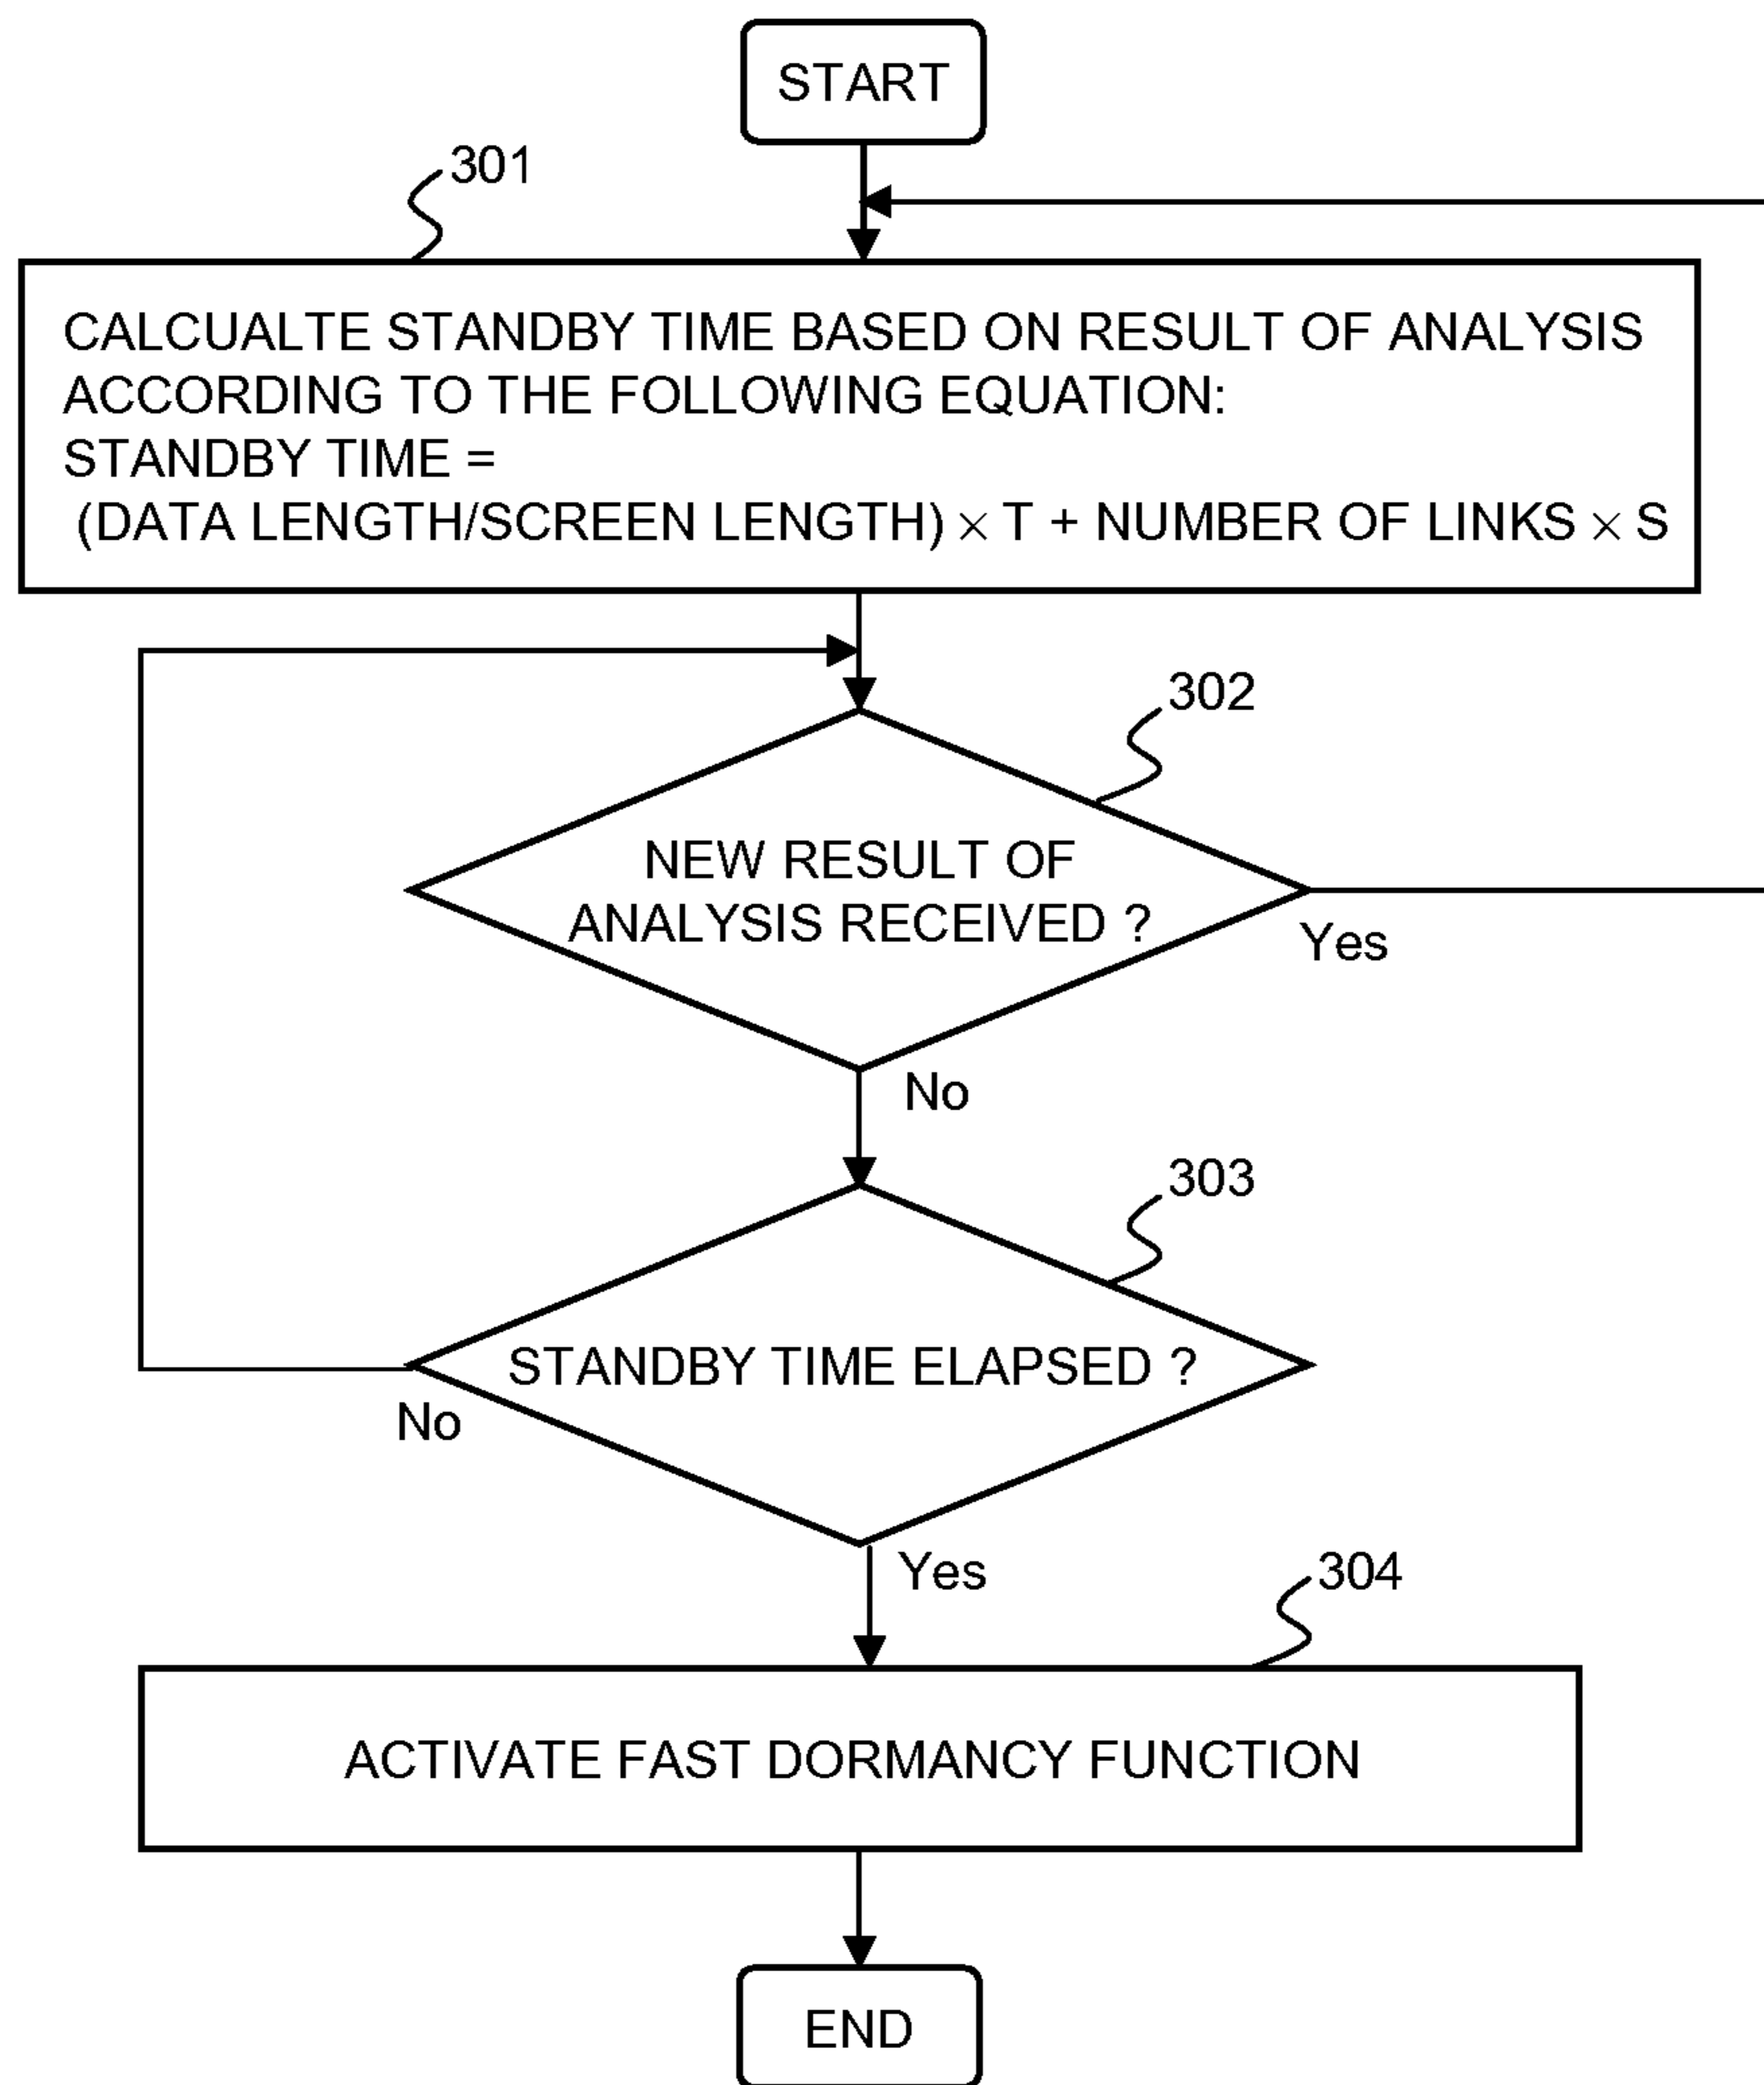 START
301
CALCUALTE STANDBY TIME BASED ON RESULT OF ANALYSIS
ACCORDING TO THE FOLLOWING EQUATION:
STANDBY TIME =
(DATA LENGTH/SCREEN LENGTH) × T + NUMBER OF LINKS × S
302
NEW RESULT OF
ANALYSIS RECEIVED ?
Yes
No
303
STANDBY TIME ELAPSED ?
No
Yes
304
ACTIVATE FAST DORMANCY FUNCTION
END